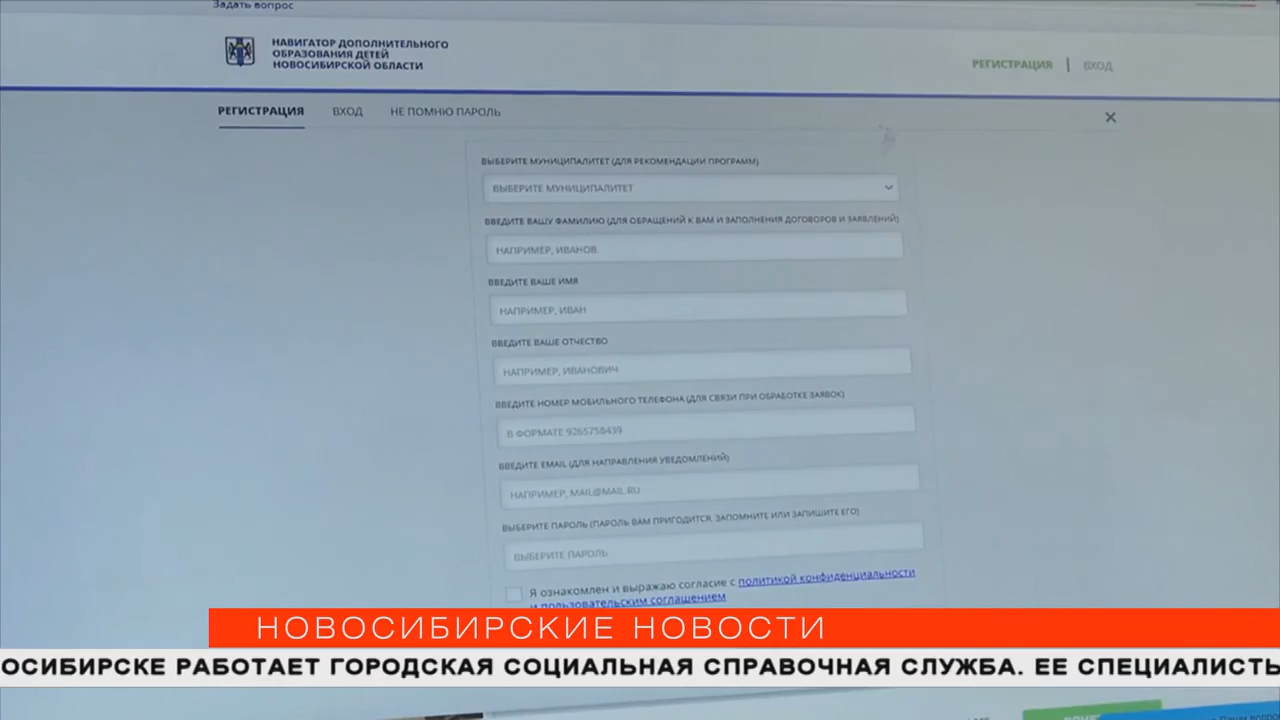 Задать вопрос
НАВИГАТОР ДОПОЛНИТЕЛЬНОГО
ОБРАЗОВАНИЯ ДЕТЕЙ
НОВОСИБИРСКОЙ ОБЛАСТИ
РЕГИСТРАЦИЯ | ВХОД
РЕГИСТРАЦИЯ ВХОД НЕ ПОМНЮ ПАРОЛЬ
ВЫБЕРИТЕ МУНИЦИПАЛИТЕТ (ДЛЯ РЕКОМЕНДАЦИИ ПРОГРАММ)
ВЫБЕРИТЕ МУНИЦИПАЛИТЕТ
ВВЕДИТЕ ВАШУ ФАМИЛИЮ (ДЛЯ ОБРАЩЕНИЙ К ВАМ И ЗАПОЛНЕНИЯ ДОГОВОРОВ И ЗАЯВЛЕНИЙ)
НАПРИМЕР, ИВАНОВ
ВВЕДИТЕ ВАШЕ ИМЯ
НАПРИМЕР, ИВАН
ВВЕДИТЕ ВАШЕ ОТЧЕСТВО
НАПРИМЕР, ИВАНОВИЧ
ВВЕДИТЕ НОМЕР МОБИЛЬНОГО ТЕЛЕФОНА (ДЛЯ СВЯЗИ ПРИ ОБРАБОТКЕ ЗАЯВОК)
В ФОРМАТЕ 9265758439
ВВЕДИТЕ EMAIL (ДЛЯ НАПРАВЛЕНИЯ УВЕДОМЛЕНИЙ)
НАПРИМЕР, MAIL@MAIL.RU
ВЫБЕРИТЕ ПАРОЛЬ (ПАРОЛЬ ВАМ ПРИГОДИТСЯ, ЗАПОМНИТЕ ИЛИ ЗАПИШИТЕ ЕГО)
ВЫБЕРИТЕ ПАРОЛЬ
Я ознакомлен и выражаю согласие с политикой конфиденциальности
и пользовательским соглашением
НОВОСИБИРСКИЕ НОВОСТИ
ОСИБИРСКЕ РАБОТАЕТ ГОРОДСКАЯ СОЦИАЛЬНАЯ СПРАВОЧНАЯ СЛУЖБА. ЕЕ СПЕЦИАЛИСТЫ